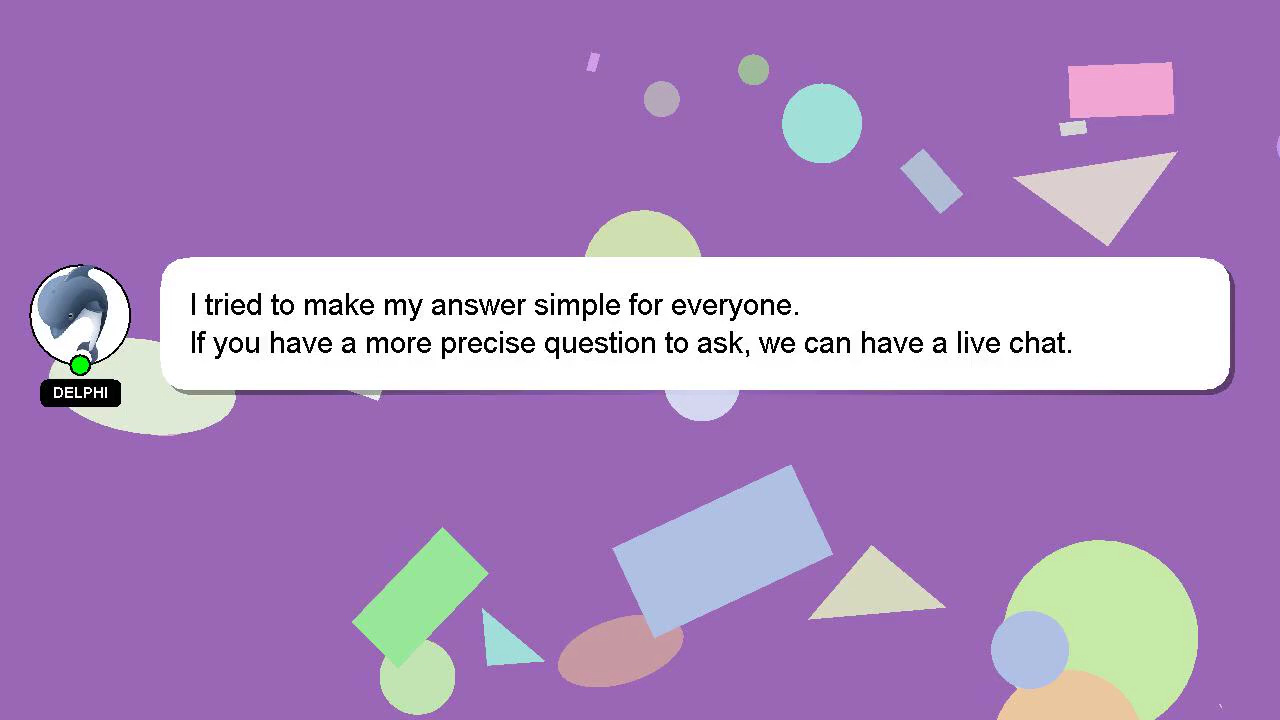 I tried to make my answer simple for everyone.
If you have a more precise question to ask, we can have a live chat.
DELPHI